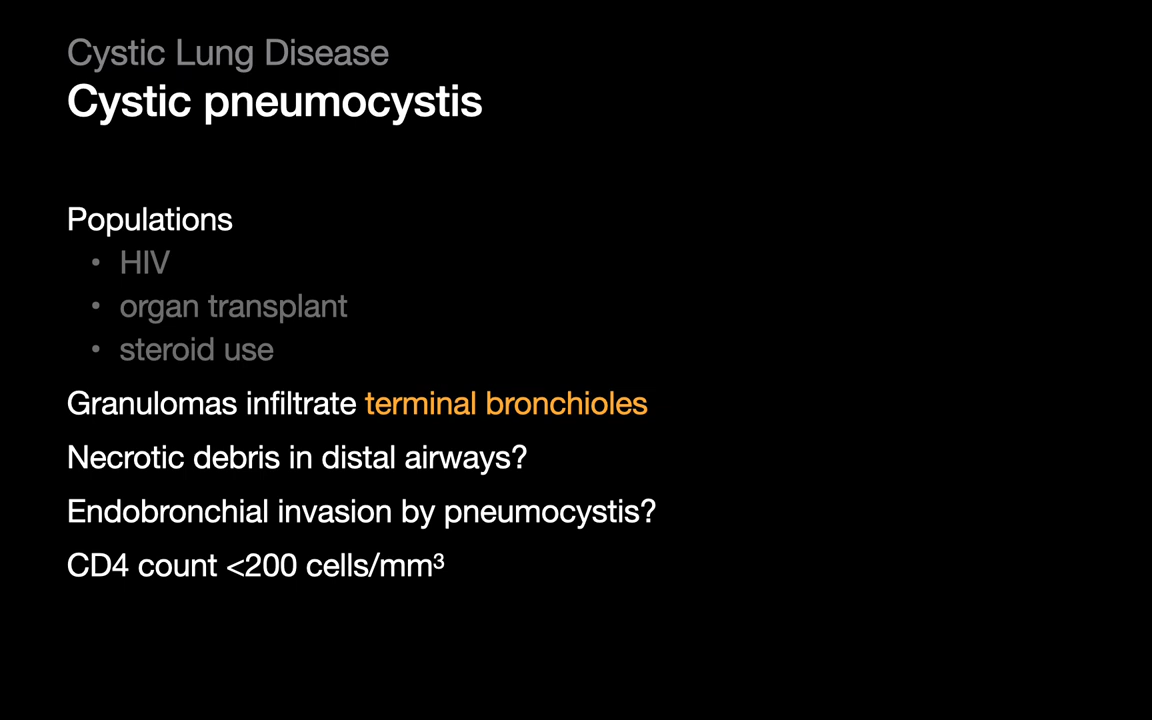 Cystic Lung Disease
Cystic pneumocystis
Populations
• HIV
• organ transplant
• steroid use
Granulomas infiltrate terminal bronchioles
Necrotic debris in distal airways?
Endobronchial invasion by pneumocystis?
CD4 count <200 cells/mm³